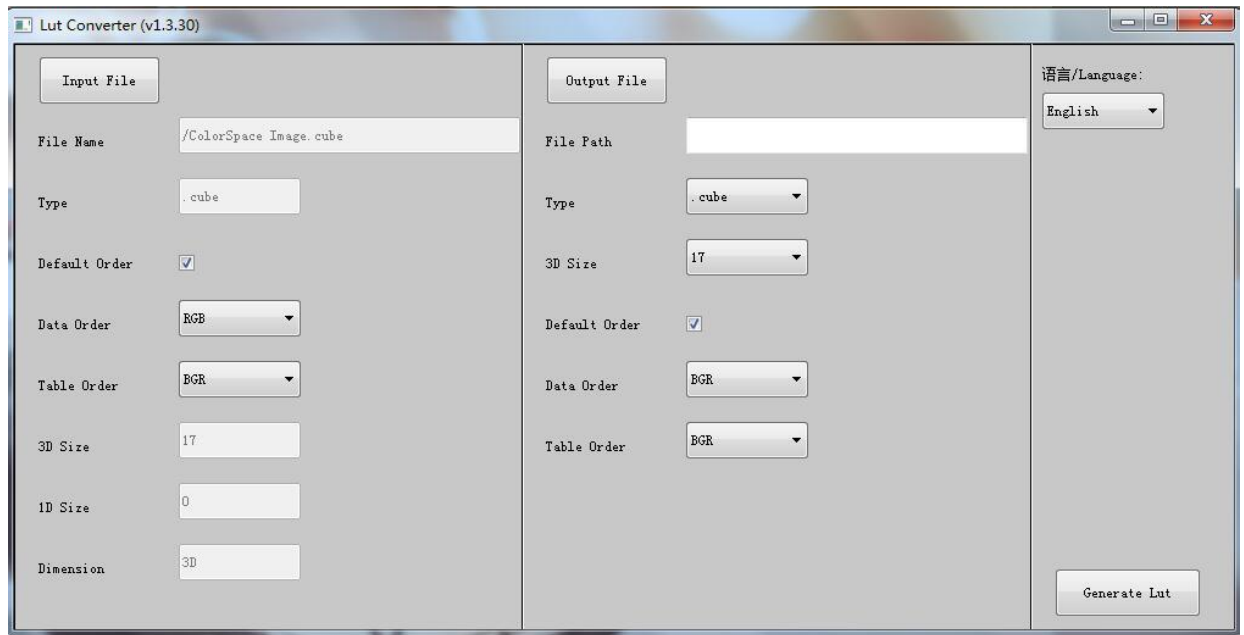 Lut Converter (v1.3.30)
Input File
File Name
/ColorSpace Image.cube
Type
.cube
Default Order
Data Order
RGB
Table Order
BGR
3D Size
17
1D Size
0
Dimension
3D
Output File
File Path
Type
.cube
3D Size
17
Default Order
Data Order
BGR
Table Order
BGR
语言/Language:
English
Generate Lut